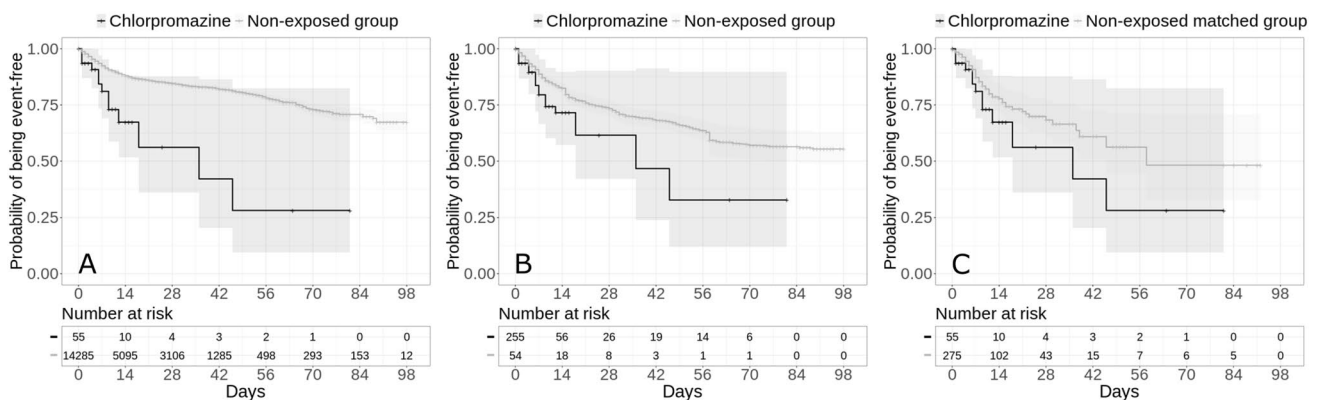 Chlorpromazine Non-exposed group
Probability of being event-free
1.00
0.75
0.50
0.25
0.00
A
0 14 28 42 56 70 84 98
Number at risk
55 10 4 3 2 1 0 0
14285 5095 3106 1285 498 293 153 12
0 14 28 42 56 70 84 98
Days
Chlorpromazine Non-exposed group
Probability of being event-free
1.00
0.75
0.50
0.25
0.00
B
0 14 28 42 56 70 84 98
Number at risk
255 56 26 19 14 6 0 0
54 18 8 3 1 1 0 0
0 14 28 42 56 70 84 98
Days
Chlorpromazine Non-exposed matched group
Probability of being event-free
1.00
0.75
0.50
0.25
0.00
C
0 14 28 42 56 70 84 98
Number at risk
55 10 4 3 2 1 0 0
275 102 43 15 7 6 5 0
0 14 28 42 56 70 84 98
Days